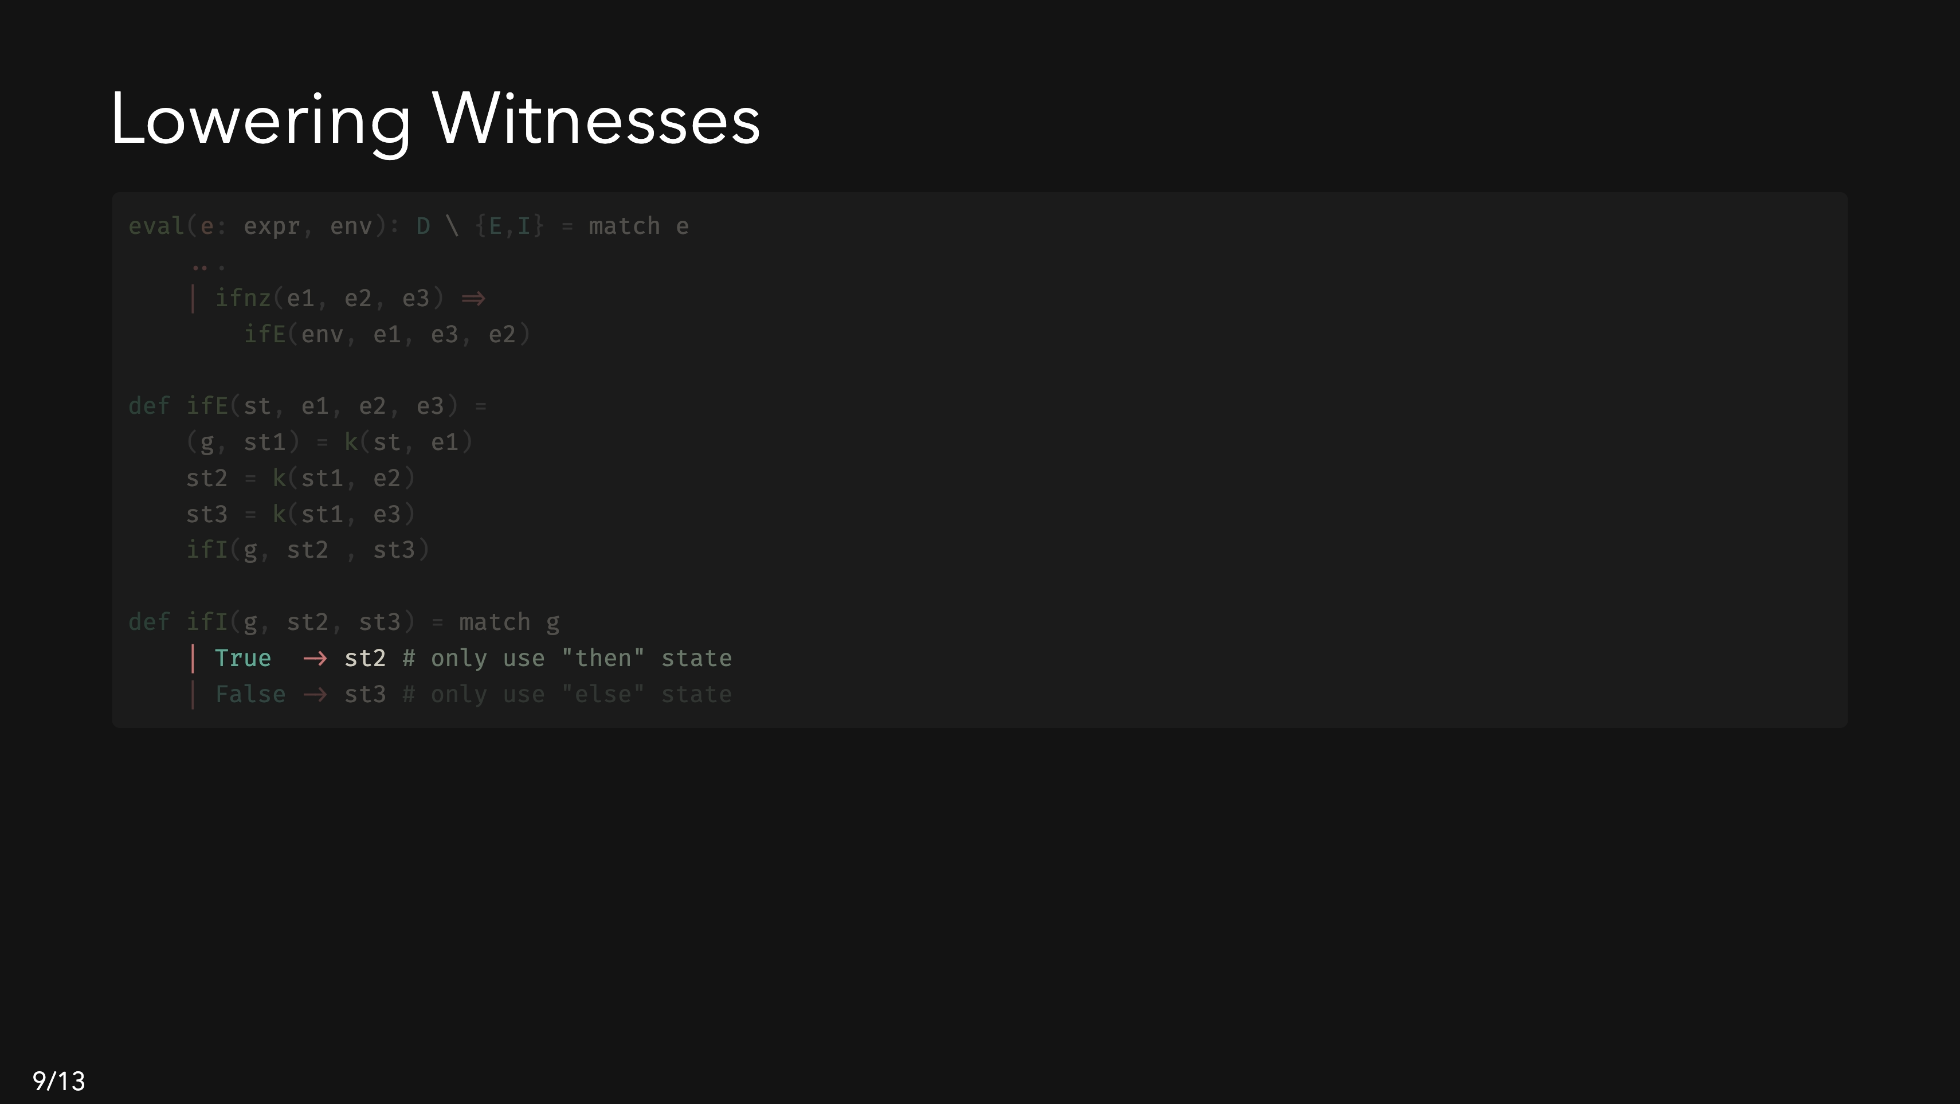 Lowering Witnesses
eval(e: expr, env): D \ {E,I} = match e
...
| ifnz(e1, e2, e3) ⇒
ifE(env, e1, e3, e2)
def ifE(st, e1, e2, e3) =
(g, st1) = k(st, e1)
st2 = k(st1, e2)
st3 = k(st1, e3)
ifI(g, st2 , st3)
def ifI(g, st2, st3) = match g
| True → st2 # only use "then" state
| False → st3 # only use "else" state
9/13